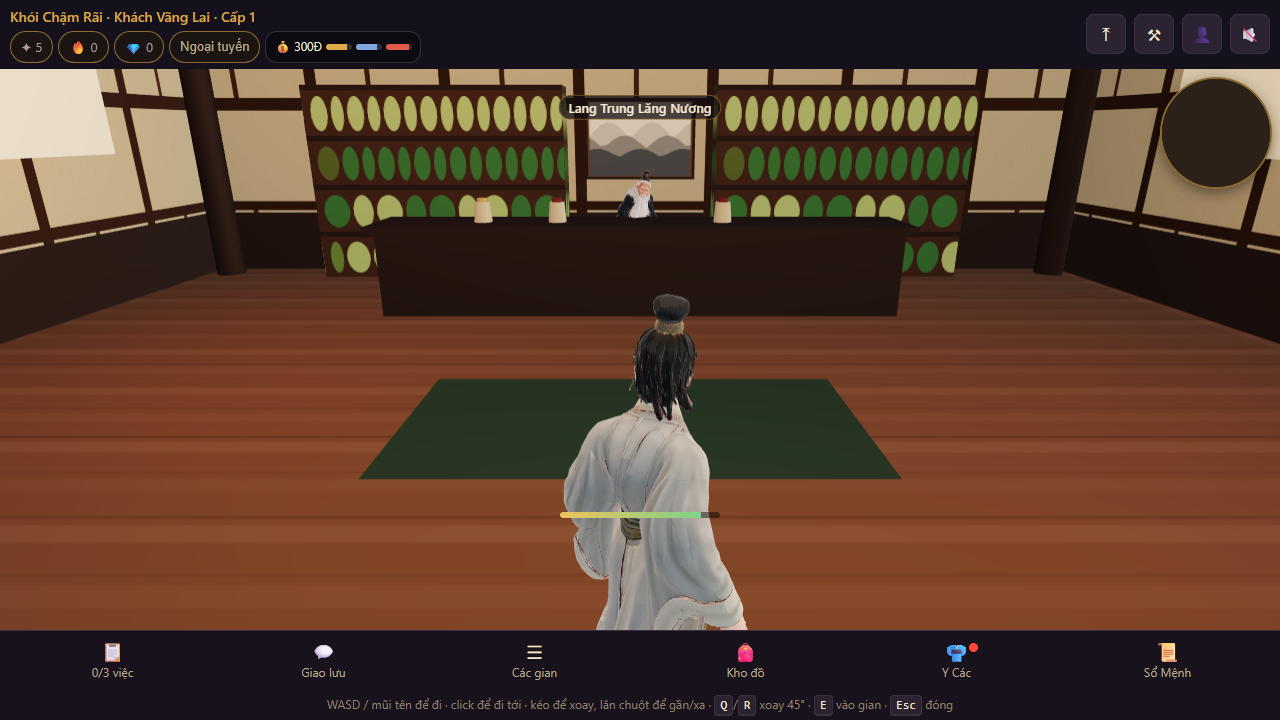 Khói Chậm Rãi · Khách Vãng Lai · Cấp 1
5 0 0 Ngoại tuyến 300Đ
Lang Trung Lăng Nương
0/3 việc Giao lưu Các gian Kho đồ Y Các Sổ Mệnh
WASD / mũi tên để đi · click để đi tới · kéo để xoay, lăn chuột để gần/xa · Q / R xoay 45° · E vào gian · Esc đóng